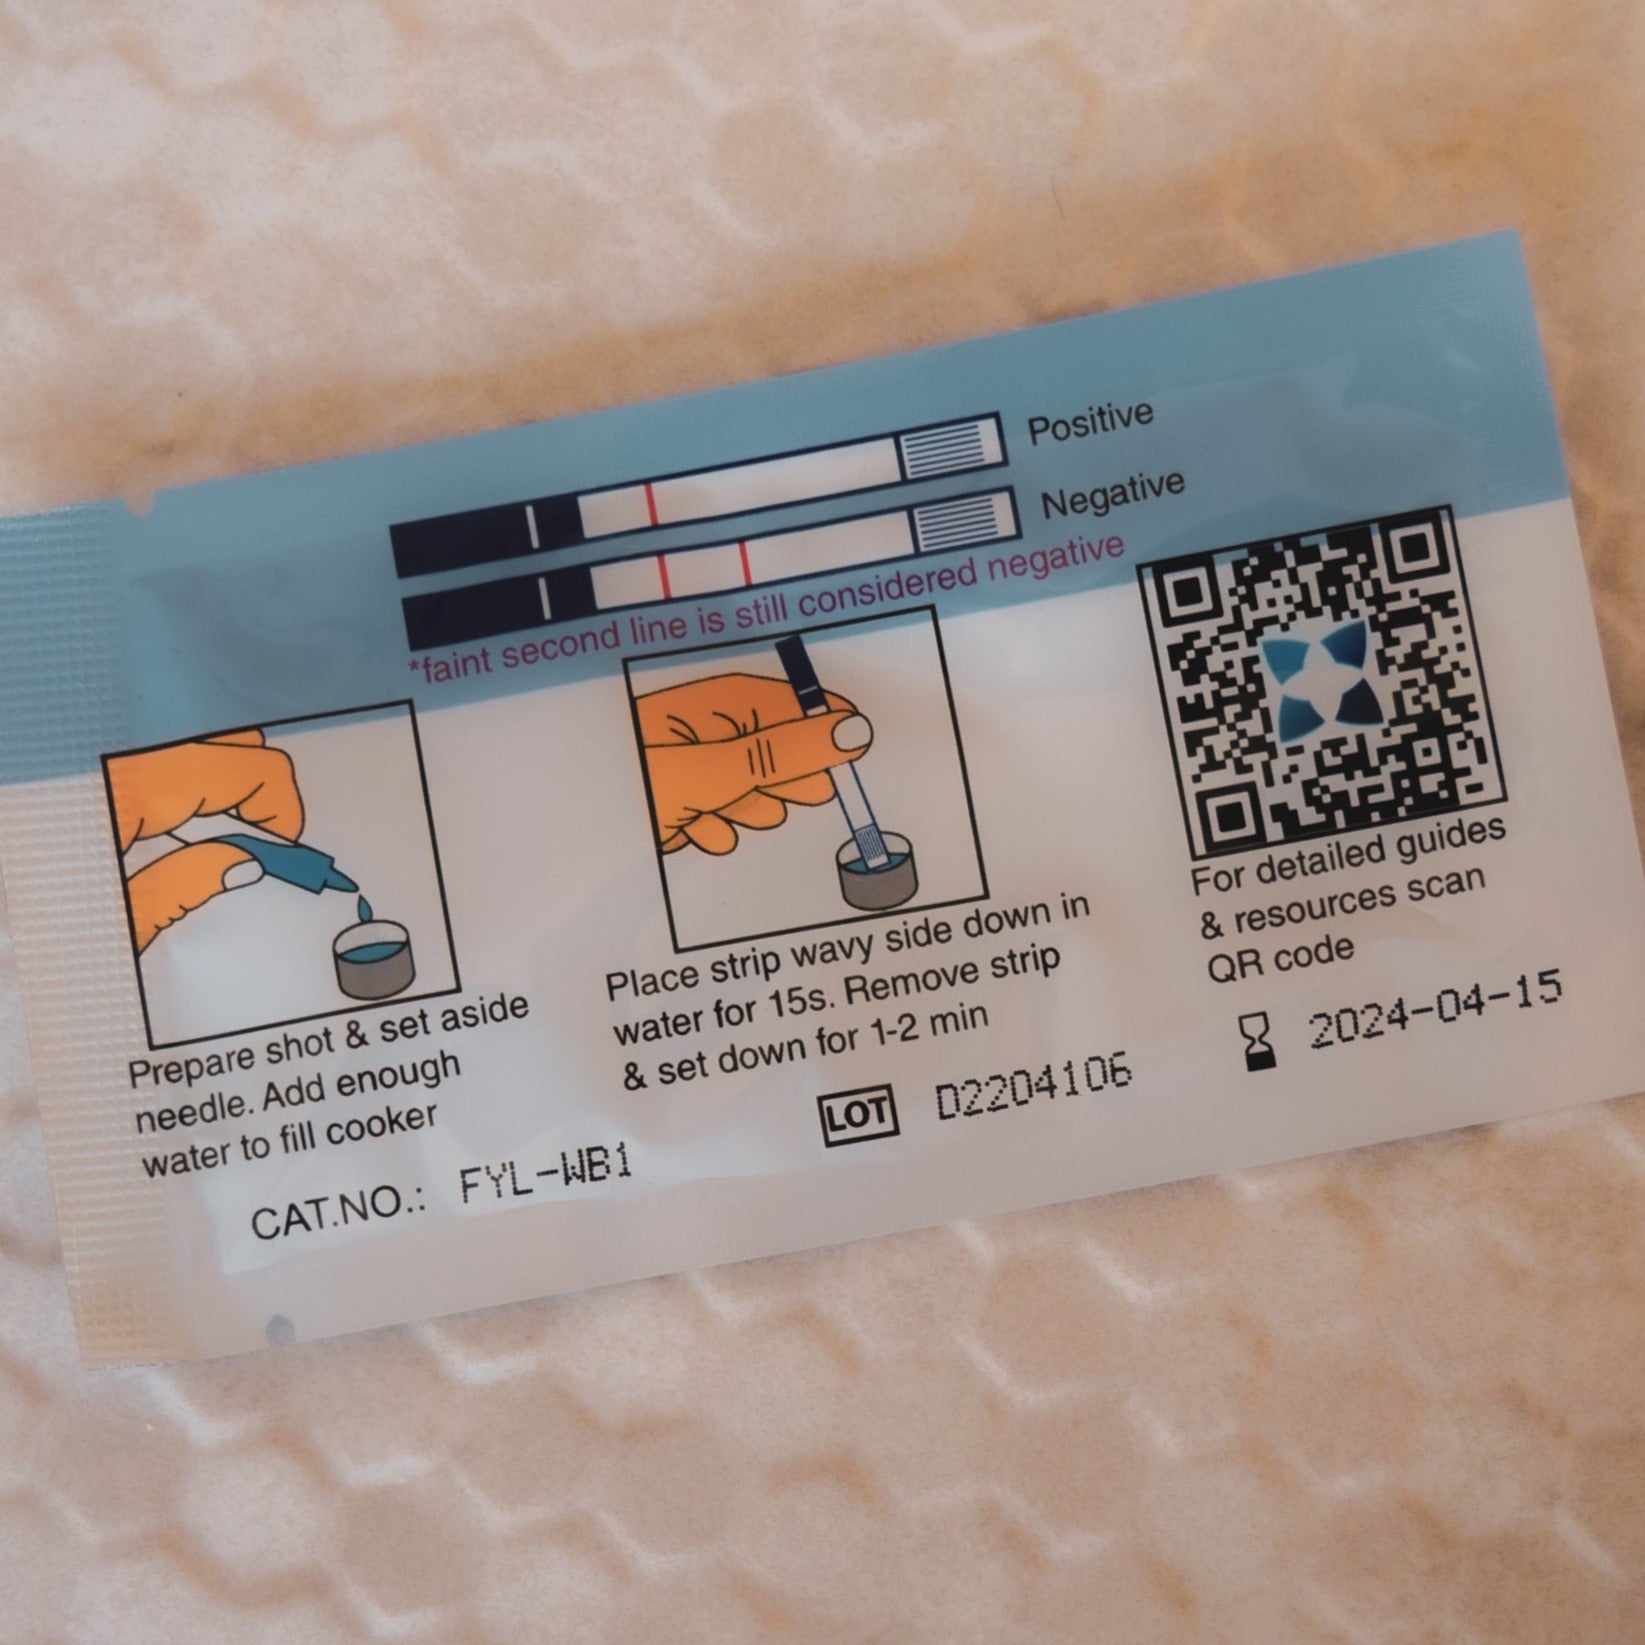 Positive
Negative
*faint second line is still considered negative
Prepare shot & set aside
needle. Add enough
water to fill cooker
Place strip wavy side down in
water for 15s. Remove strip
& set down for 1-2 min
For detailed guides
& resources scan
QR code
2024-04-15
LOT D2204106
CAT.NO.: FYL-WB1